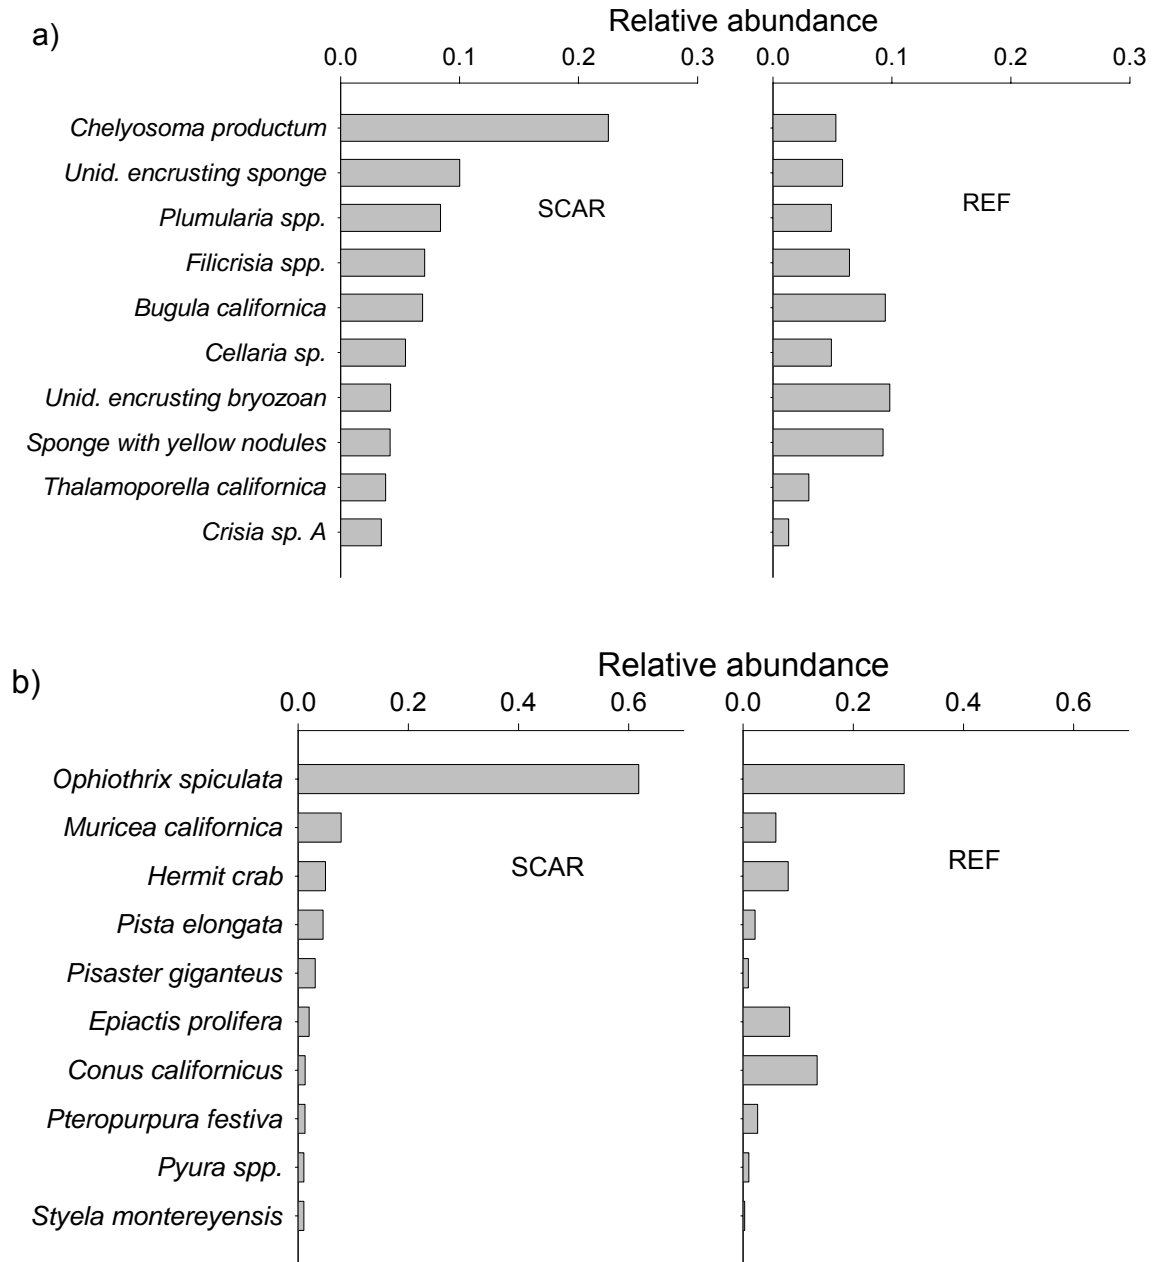 a)
Relative abundance
0.0 0.1 0.2 0.3 0.0 0.1 0.2 0.3
Chelyosoma productum
Unid. encrusting sponge
Plumularia spp.
SCAR
REF
Filicrisia spp.
Bugula californica
Cellaria sp.
Unid. encrusting bryozoan
Sponge with yellow nodules
Thalamoporella californica
Crisia sp. A
b)
Relative abundance
0.0 0.2 0.4 0.6 0.0 0.2 0.4 0.6
Ophiothrix spiculata
Muricea californica
Hermit crab
SCAR
REF
Pista elongata
Pisaster giganteus
Epiactis prolifera
Conus californicus
Pteropurpura festiva
Pyura spp.
Styela montereyensis